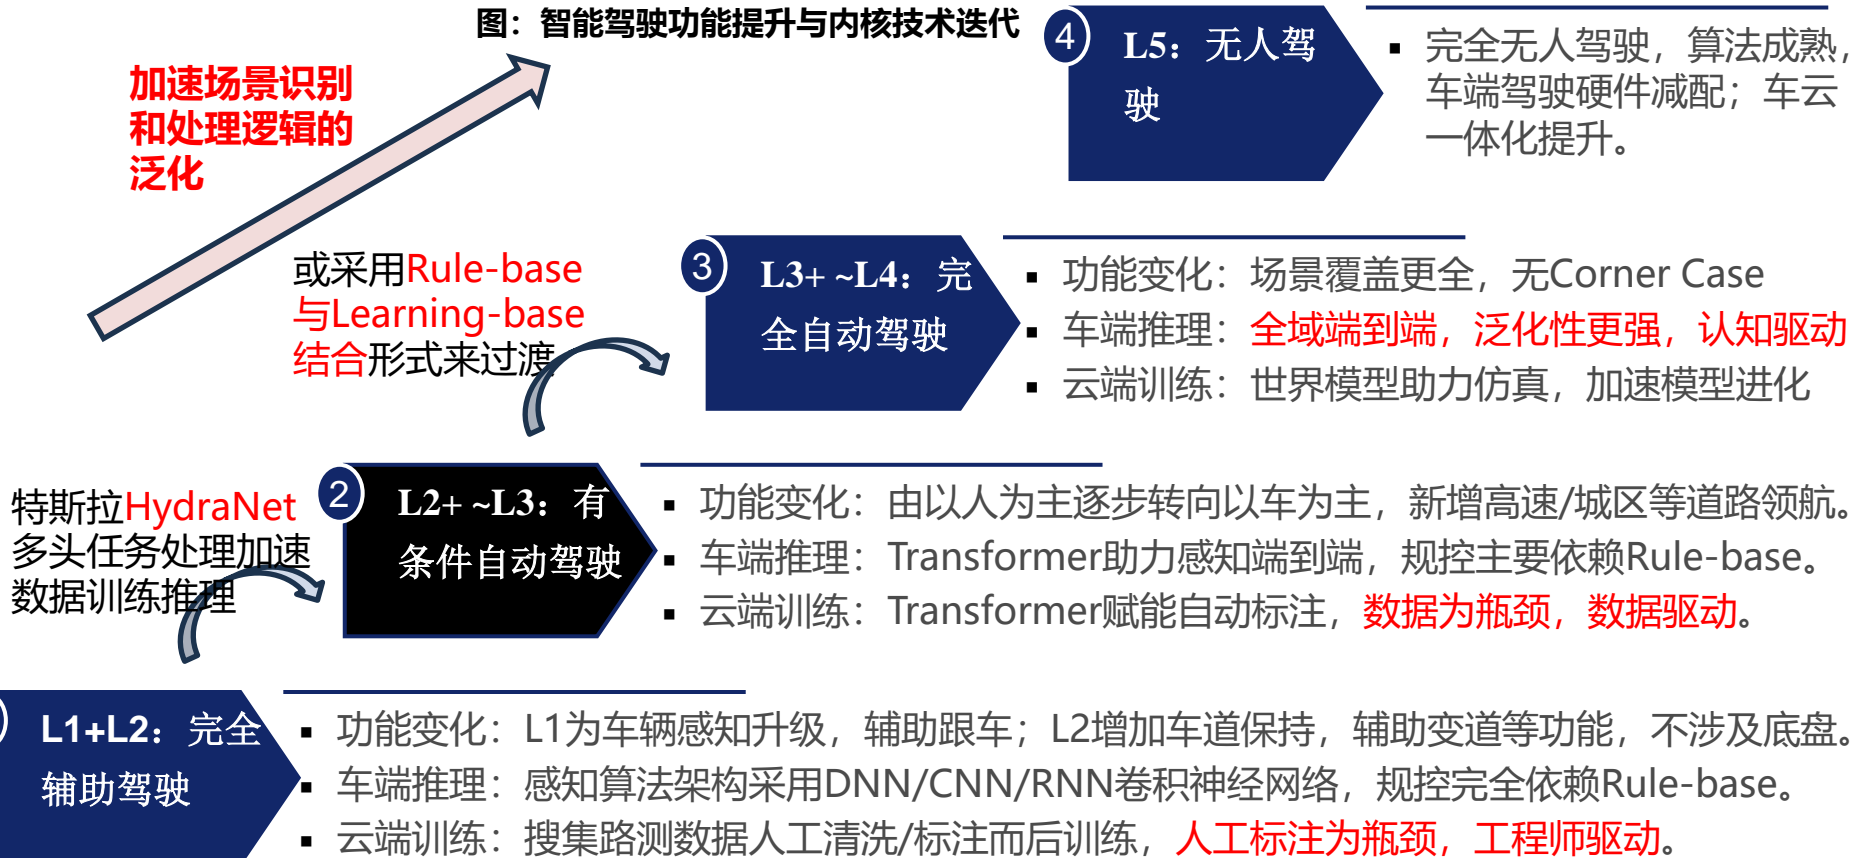 图：智能驾驶功能提升与内核技术迭代
加速场景识别
和处理逻辑的
泛化
4
L5：无人驾
驶
▪ 完全无人驾驶，算法成熟，
车端驾驶硬件减配；车云
一体化提升。
或采用Rule-base
与Learning-base
结合形式来过渡
3
L3+ ~L4：完
全自动驾驶
▪ 功能变化：场景覆盖更全，无Corner Case
▪ 车端推理：全域端到端，泛化性更强，认知驱动
▪ 云端训练：世界模型助力仿真，加速模型进化
特斯拉HydraNet
多头任务处理加速
数据训练推理
2
L2+ ~L3：有
条件自动驾驶
▪ 功能变化：由以人为主逐步转向以车为主，新增高速/城区等道路领航。
▪ 车端推理：Transformer助力感知端到端，规控主要依赖Rule-base。
▪ 云端训练：Transformer赋能自动标注，数据为瓶颈，数据驱动。
L1+L2：完全
辅助驾驶
▪ 功能变化：L1为车辆感知升级，辅助跟车；L2增加车道保持，辅助变道等功能，不涉及底盘。
▪ 车端推理：感知算法架构采用DNN/CNN/RNN卷积神经网络，规控完全依赖Rule-base。
▪ 云端训练：搜集路测数据人工清洗/标注而后训练，人工标注为瓶颈，工程师驱动。